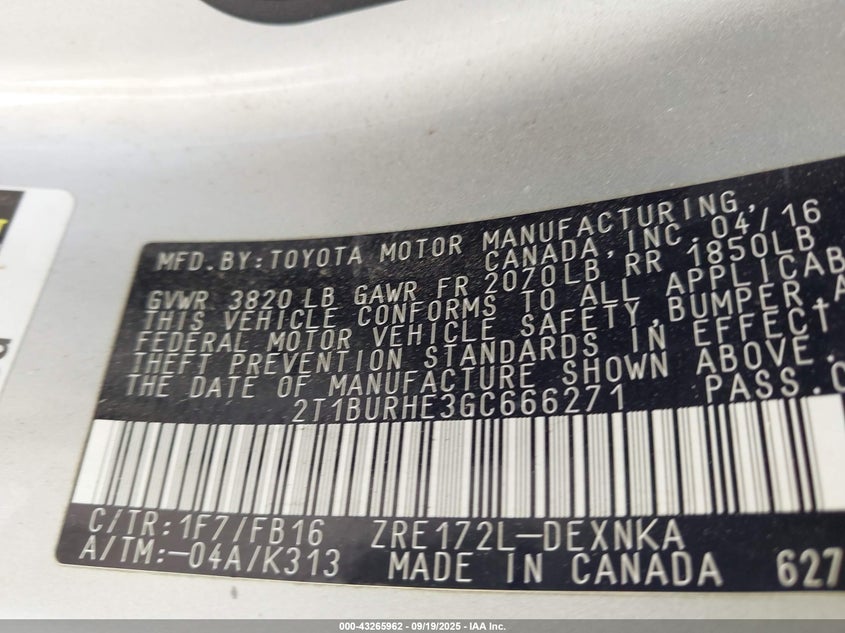 MFD. BY: TOYOTA MOTOR MANUFACTURING,
CANADA, INC. 04/16
GVWR 3820 LB GAWR FR 2070LB, RR 1850LB
THIS VEHICLE CONFORMS TO ALL APPLICAB
FEDERAL MOTOR VEHICLE SAFETY, BUMPER, A
THEFT PREVENTION STANDARDS IN EFFECT
THE DATE OF MANUFACTURE SHOWN ABOVE.
2T1BURHE3GC666271 PASS.C
C/TR: 1F7/FB16 ZRE172L-DEXNKA
A/TM:-04A/K313 MADE IN CANADA 627
000-43265962 - 09/19/2025 - IAA Inc.